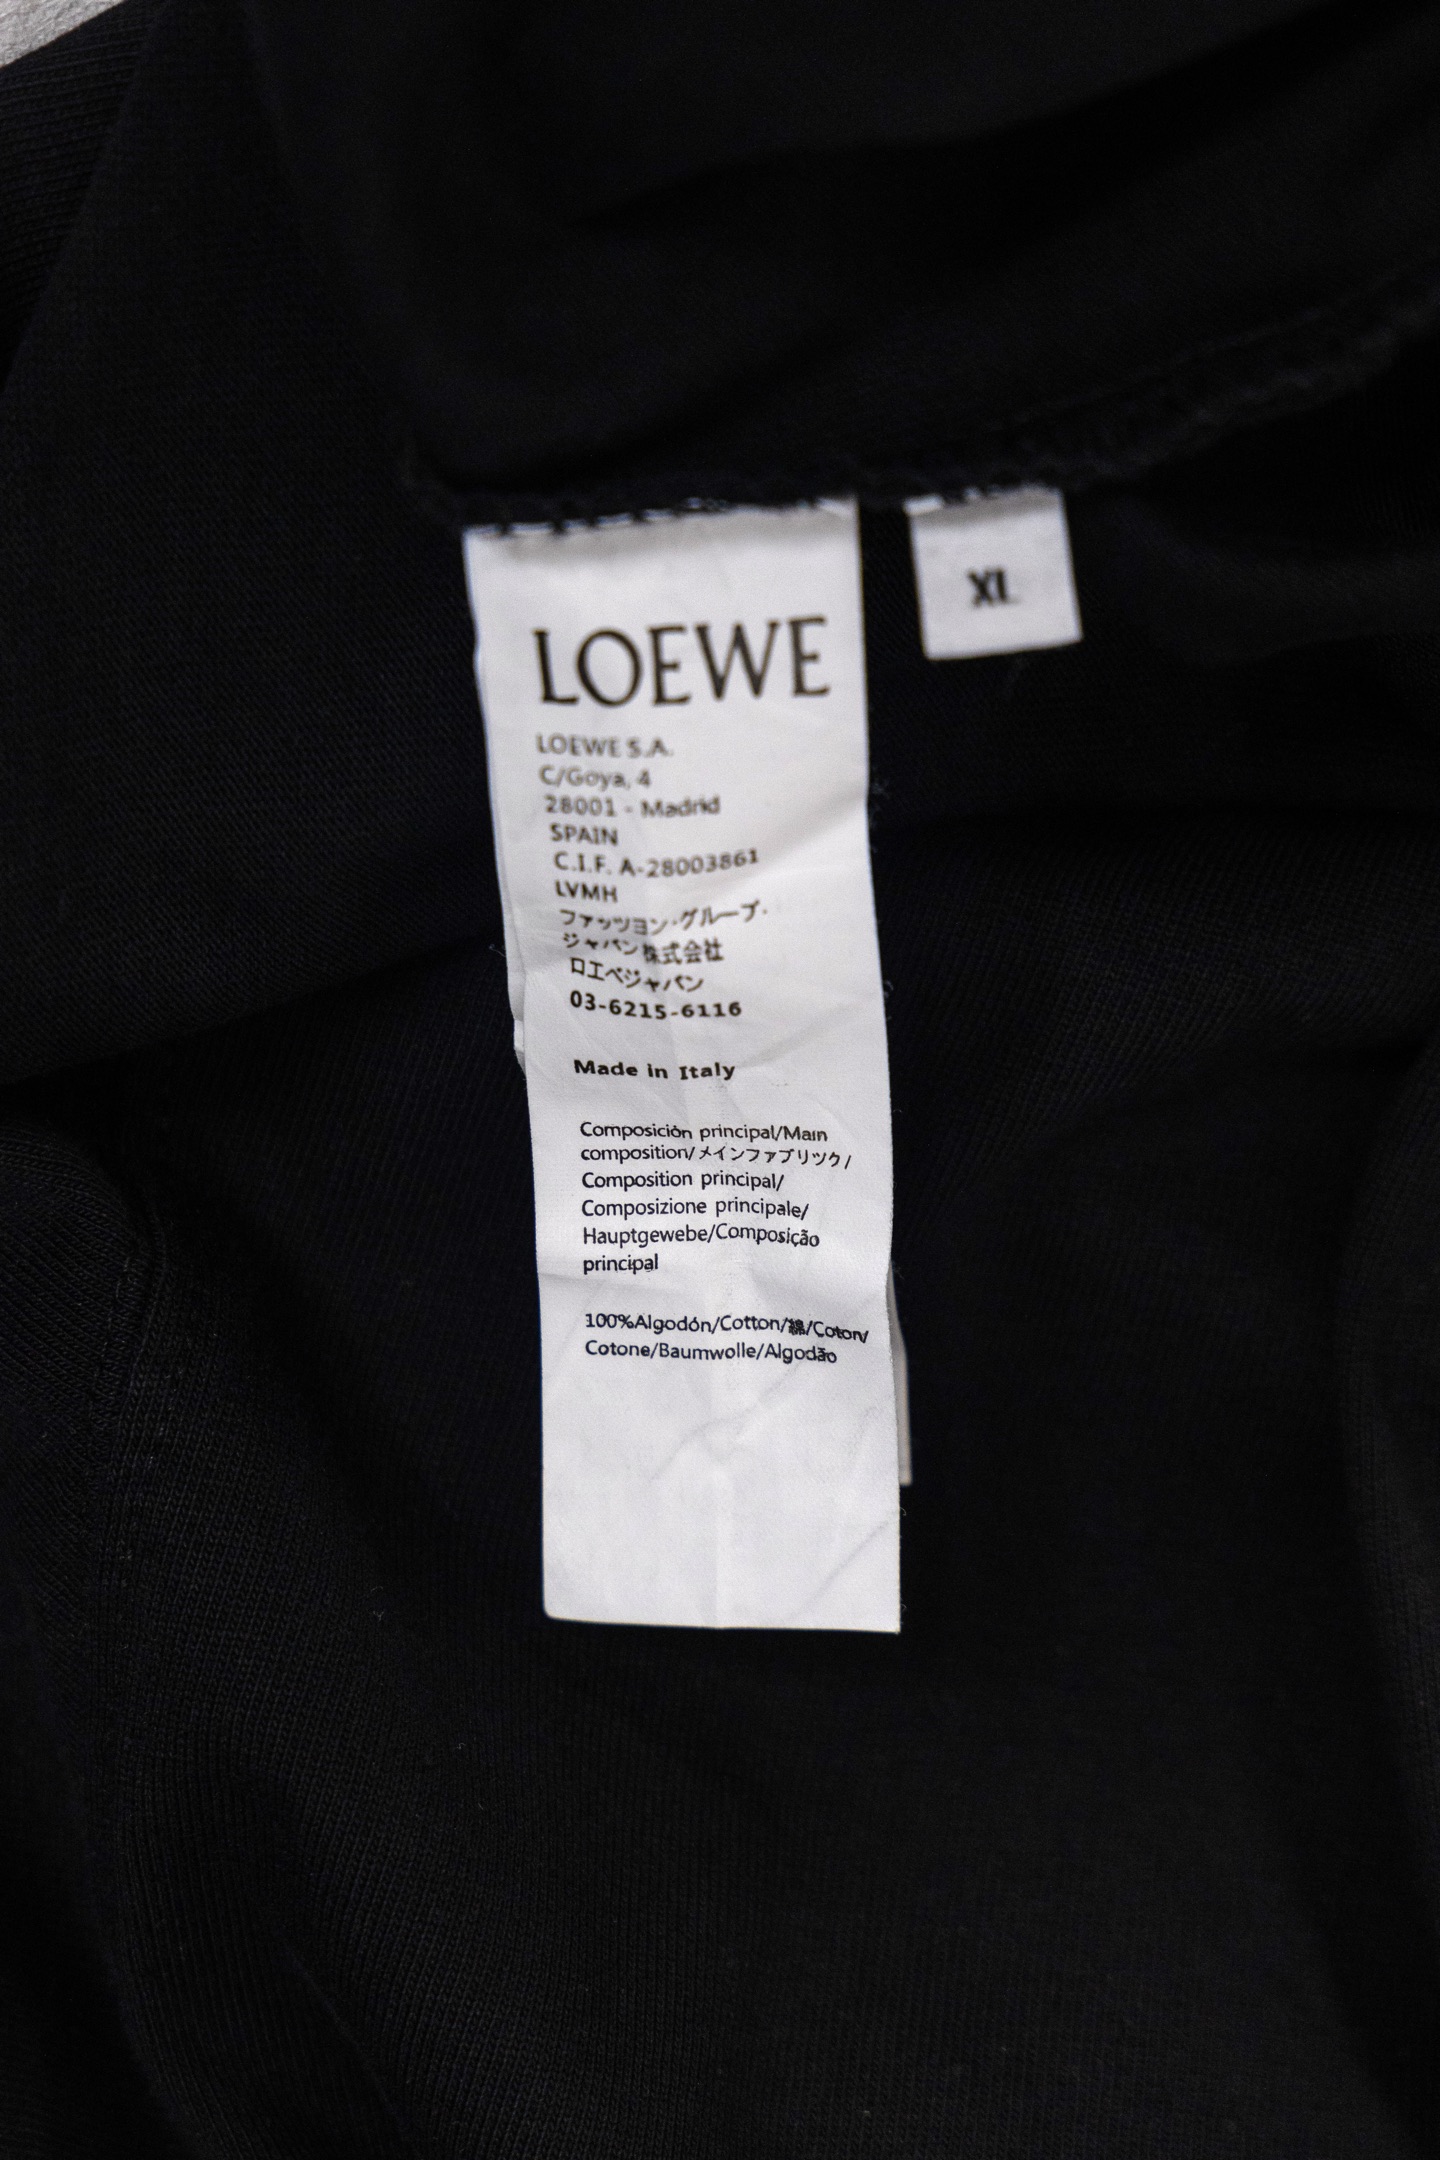 XL
LOEWE
LOEWE S.A.
C/Goya, 4
28001 - Madrid
SPAIN
C.I.F. A-28003861
LVMH
ファッツョン・グループ・
ジャパン株式会社
ロエベジャパン
03-6215-6116
Made in Italy
Composición principal/Main
composition/メインファブリツク/
Composition principal/
Composizione principale/
Hauptgewebe/Composição
principal
100%Algodón/Cotton/綿/Coton/
Cotone/Baumwolle/Algodão